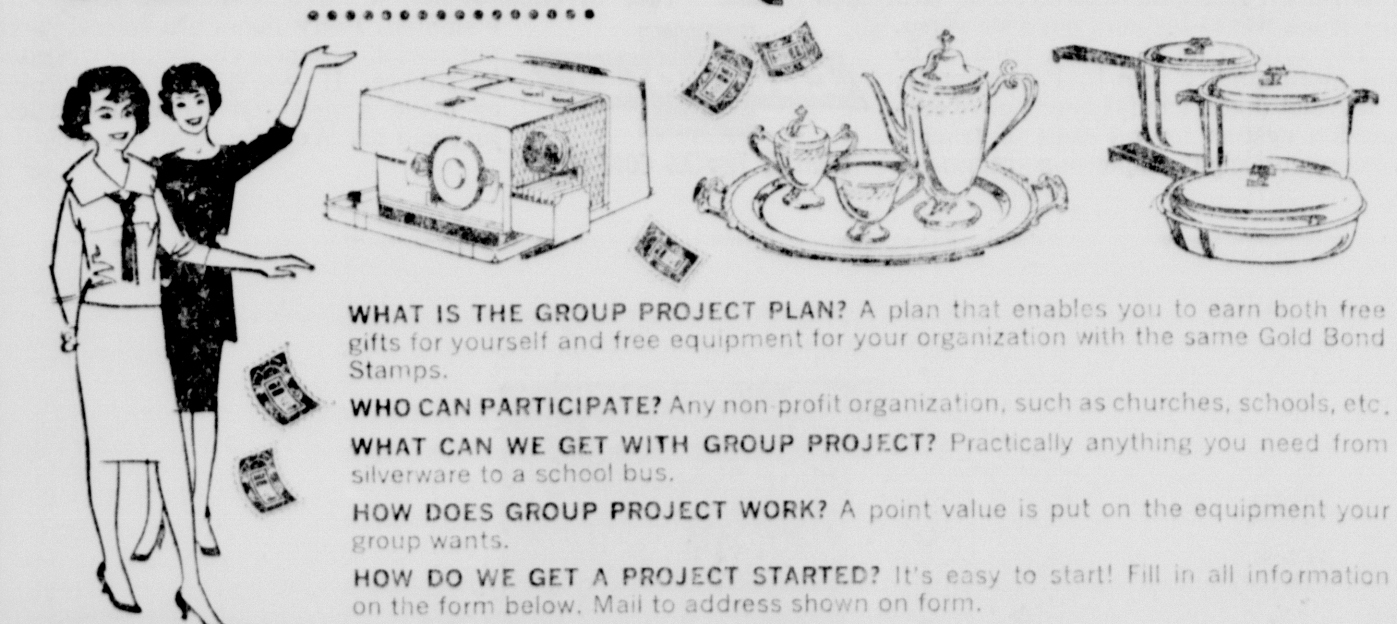 WHAT IS THE GROUP PROJECT PLAN? A plan that enables you to earn both free
gifts for yourself and free equipment for your organization with the same Gold Bond
Stamps.
WHO CAN PARTICIPATE? Any non-profit organization, such as churches, schools, etc.
WHAT CAN WE GET WITH GROUP PROJECT? Practically anything you need from
silverware to a school bus.
HOW DOES GROUP PROJECT WORK? A point value is put on the equipment your
group wants.
HOW DO WE GET A PROJECT STARTED? It's easy to start! Fill in all information
on the form below. Mail to address shown on form.